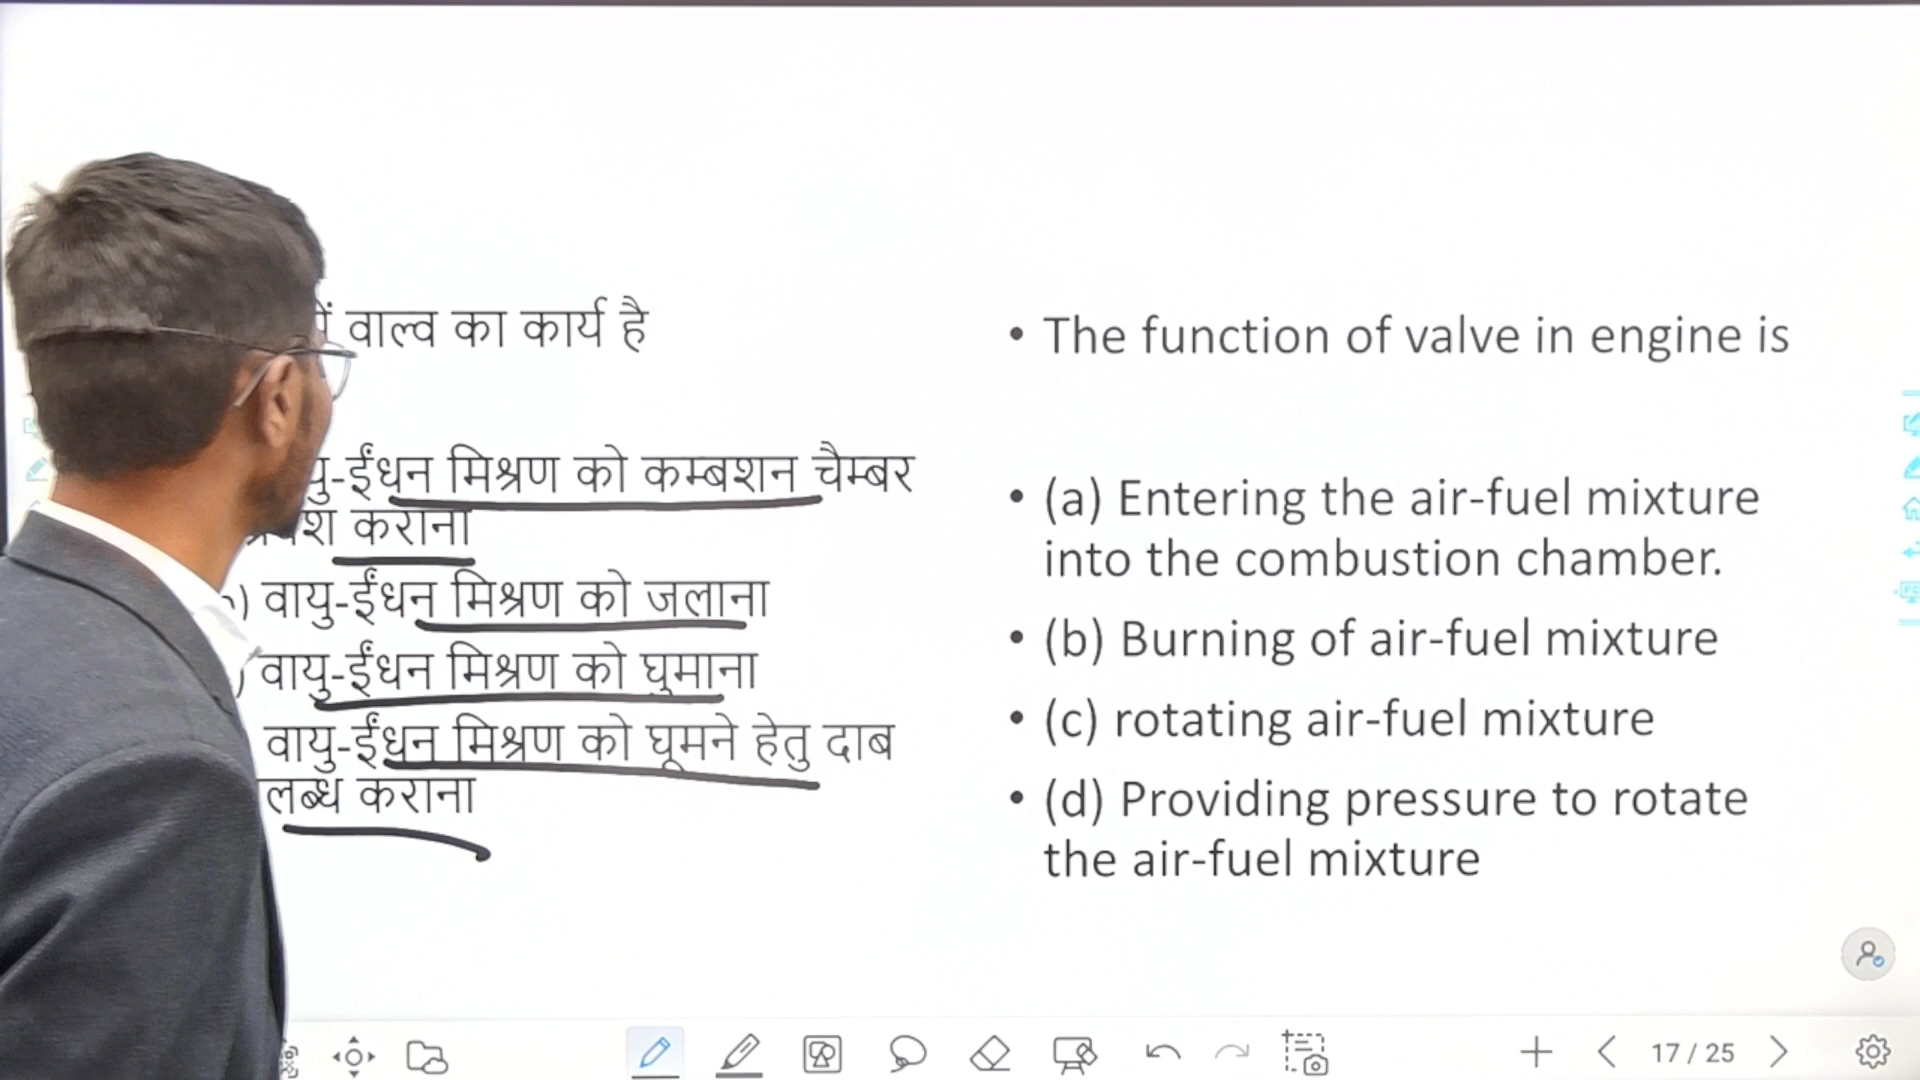 में वाल्व का कार्य है
यु-ईंधन मिश्रण को कम्बशन चैम्बर
कराना
) वायु-ईंधन मिश्रण को जलाना
) वायु-ईंधन मिश्रण को घुमाना
वायु-ईंधन मिश्रण को घूमने हेतु दाब
लब्ध कराना
• The function of valve in engine is
• (a) Entering the air-fuel mixture
into the combustion chamber.
• (b) Burning of air-fuel mixture
• (c) rotating air-fuel mixture
• (d) Providing pressure to rotate
the air-fuel mixture
17 / 25